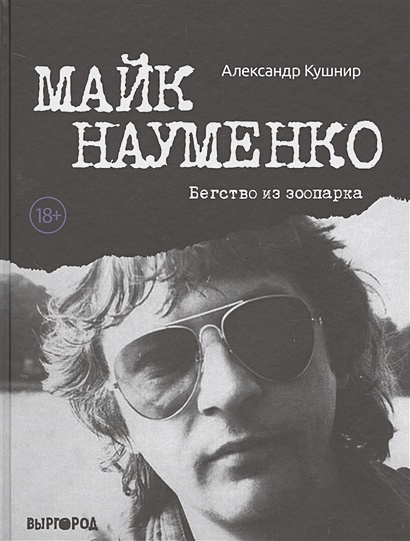 Александр Кушнир
МАЙК
НАУМЕНКО
Бегство из зоопарка
18+
ВЫРГОРОД